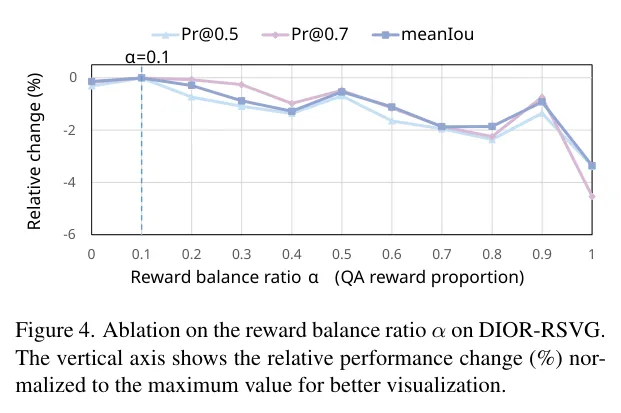 Pr@0.5 Pr@0.7 meanIou
α=0.1
Relative change (%)
0
-2
-4
-6
0 0.1 0.2 0.3 0.4 0.5 0.6 0.7 0.8 0.9 1
Reward balance ratio α (QA reward proportion)
Figure 4. Ablation on the reward balance ratio α on DIOR-RSVG.
The vertical axis shows the relative performance change (%) nor-
malized to the maximum value for better visualization.